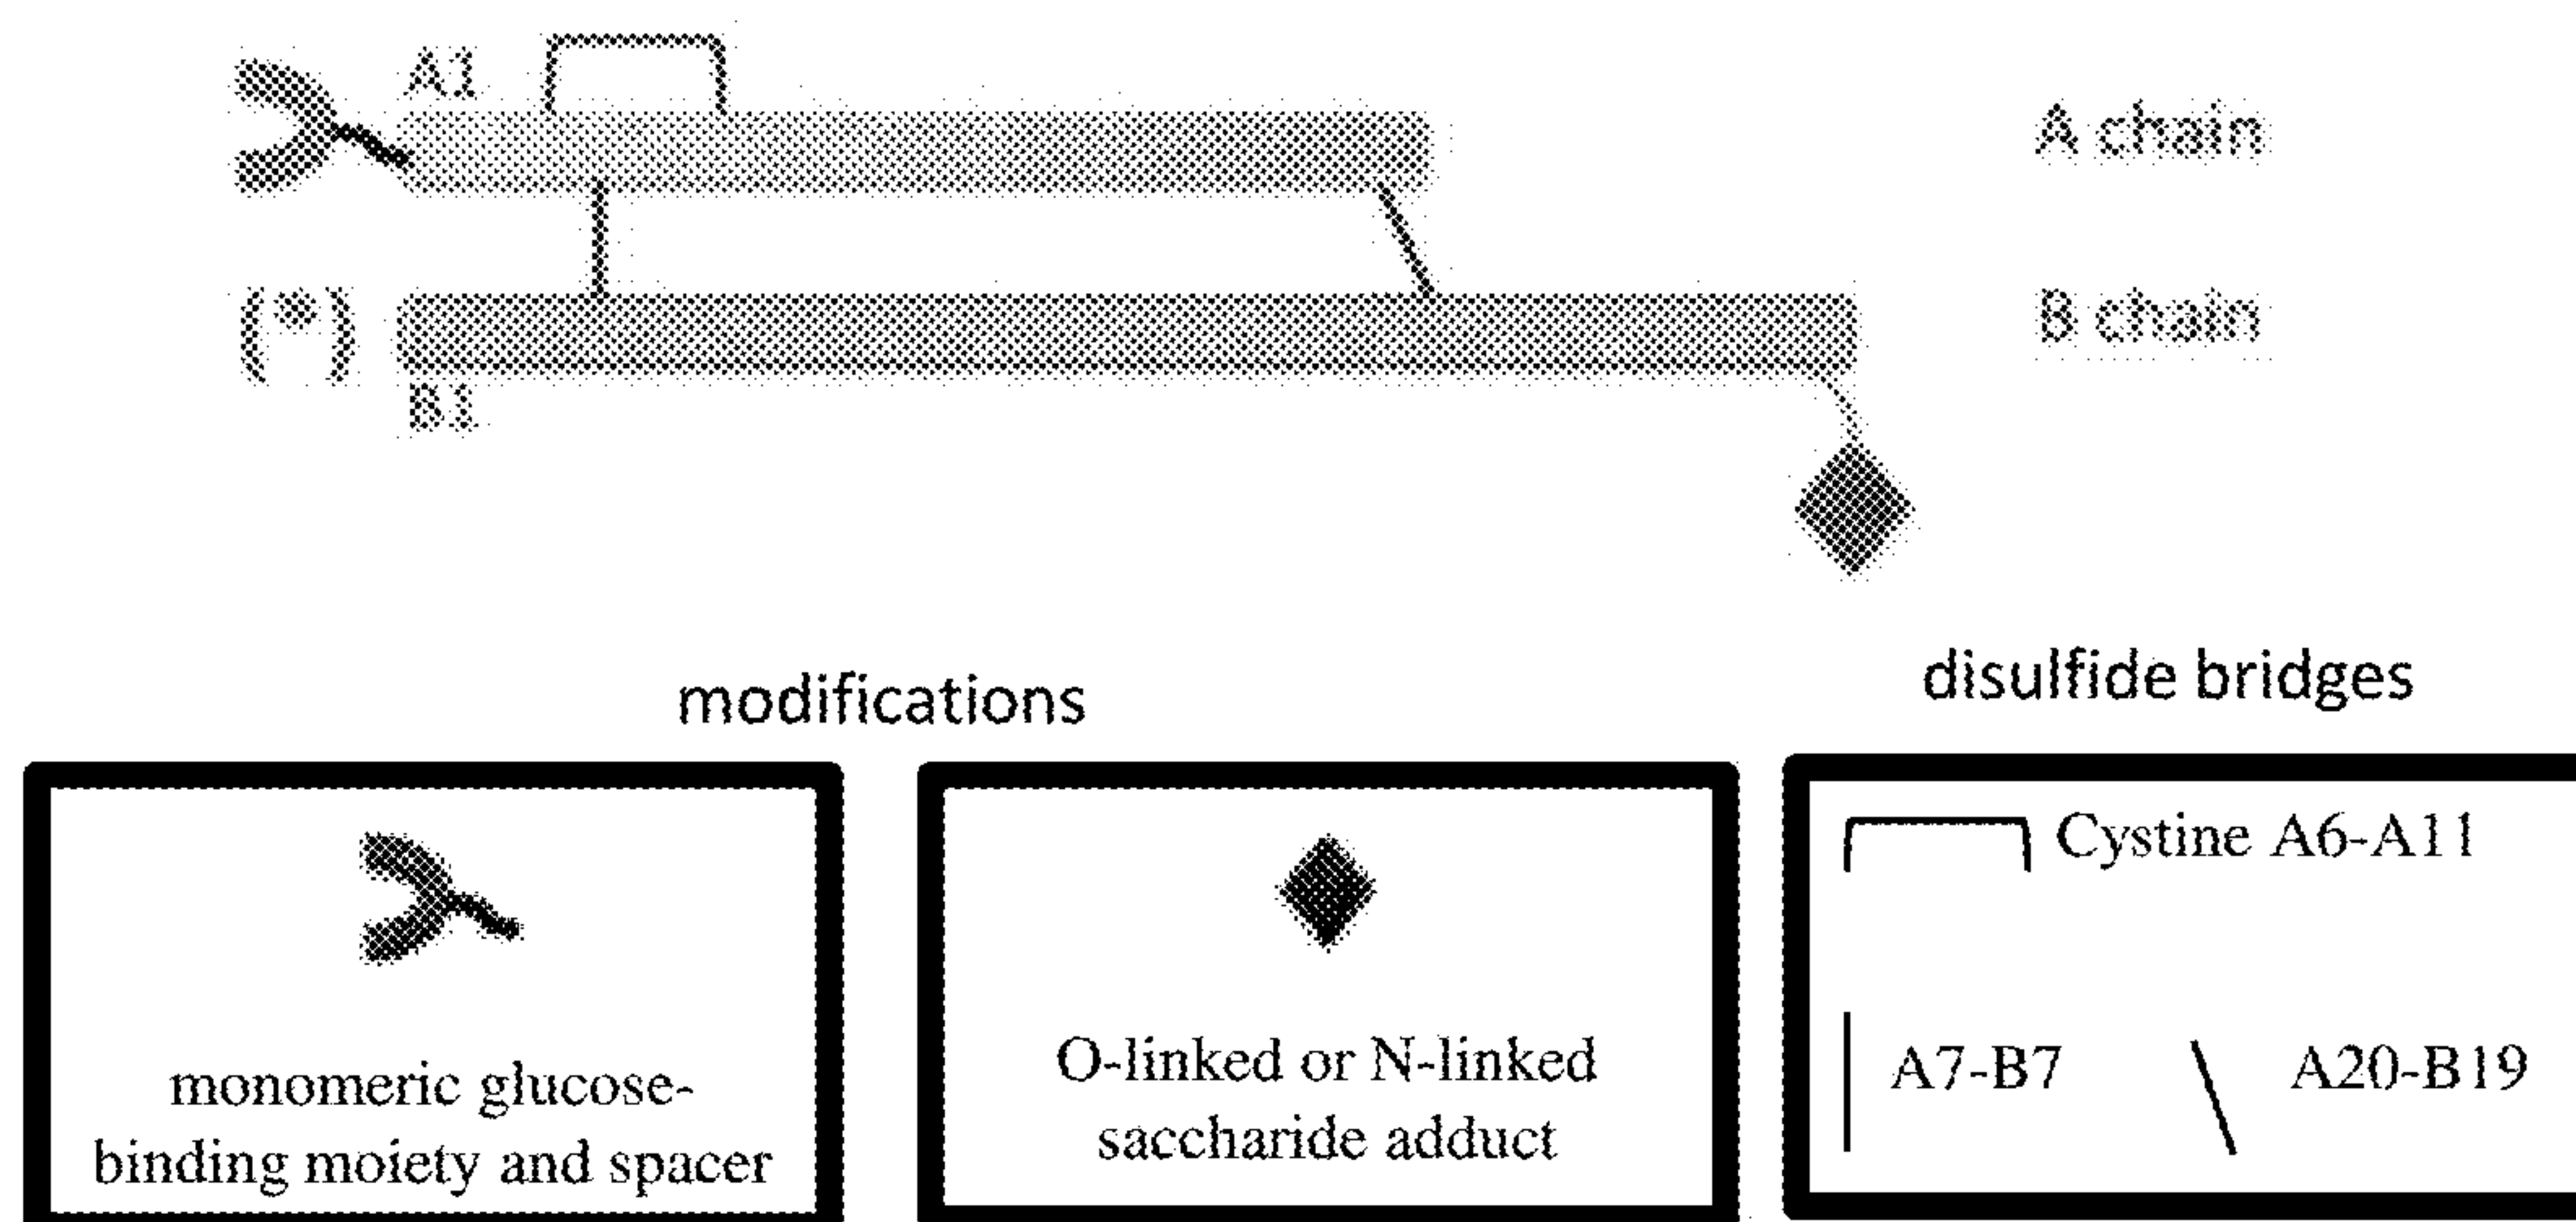 A1
A chain
(*)
B chain
B1
modifications
disulfide bridges
monomeric glucose-
binding moiety and spacer
O-linked or N-linked
saccharide adduct
Cystine A6-A11
A7-B7
A20-B19